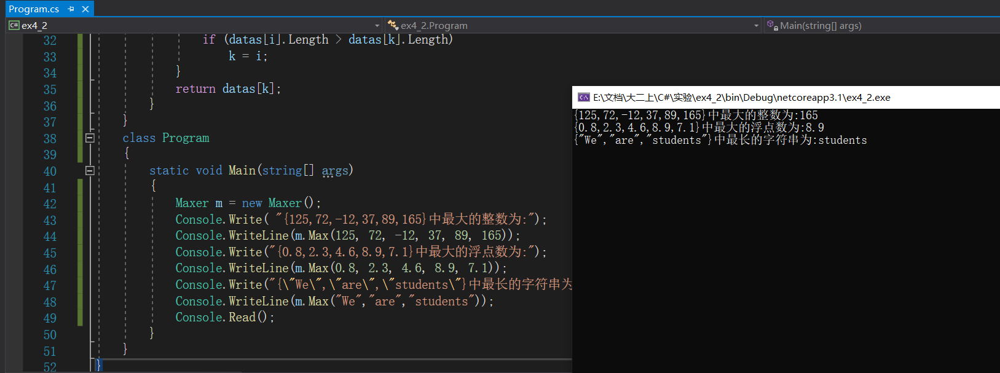 Program.cs
C# ex4_2
ex4_2.Program
Main(string[] args)
32 if (datas[i].Length > datas[k].Length)
33 k = i;
34 }
35 return datas[k];
36 }
37 }
38 class Program
39 {
40 static void Main(string[] args)
41 {
42 Maxer m = new Maxer();
43 Console.Write( "{125,72,-12,37,89,165}中最大的整数为:");
44 Console.WriteLine(m.Max(125, 72, -12, 37, 89, 165));
45 Console.Write("{0.8,2.3,4.6,8.9,7.1}中最大的浮点数为:");
46 Console.WriteLine(m.Max(0.8, 2.3, 4.6, 8.9, 7.1));
47 Console.Write("{\"We\",\"are\",\"students\"}中最长的字符串为
48 Console.WriteLine(m.Max("We","are","students"));
49 Console.Read();
50 }
51 }
52 }
C:\ E:\文档\大二上\C#\实验\ex4_2\bin\Debug\netcoreapp3.1\ex4_2.exe
{125,72,-12,37,89,165}中最大的整数为:165
{0.8,2.3,4.6,8.9,7.1}中最大的浮点数为:8.9
{"We","are","students"}中最长的字符串为:students